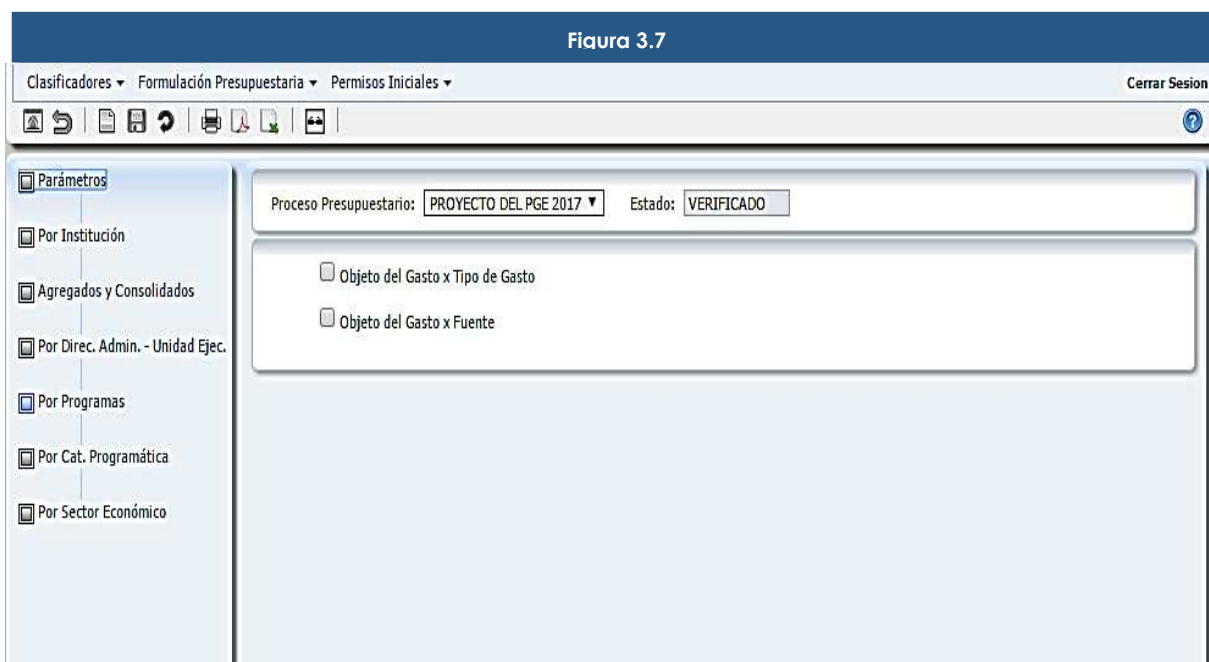 Figura 3.7
Clasificadores Formulación Presupuestaria Permisos Iniciales Cerrar Sesion
?
Parámetros
Por Institución
Agregados y Consolidados
Por Direc. Admin. - Unidad Ejec.
Por Programas
Por Cat. Programática
Por Sector Económico
Proceso Presupuestario: PROYECTO DEL PGE 2017 Estado: VERIFICADO
Objeto del Gasto x Tipo de Gasto
Objeto del Gasto x Fuente